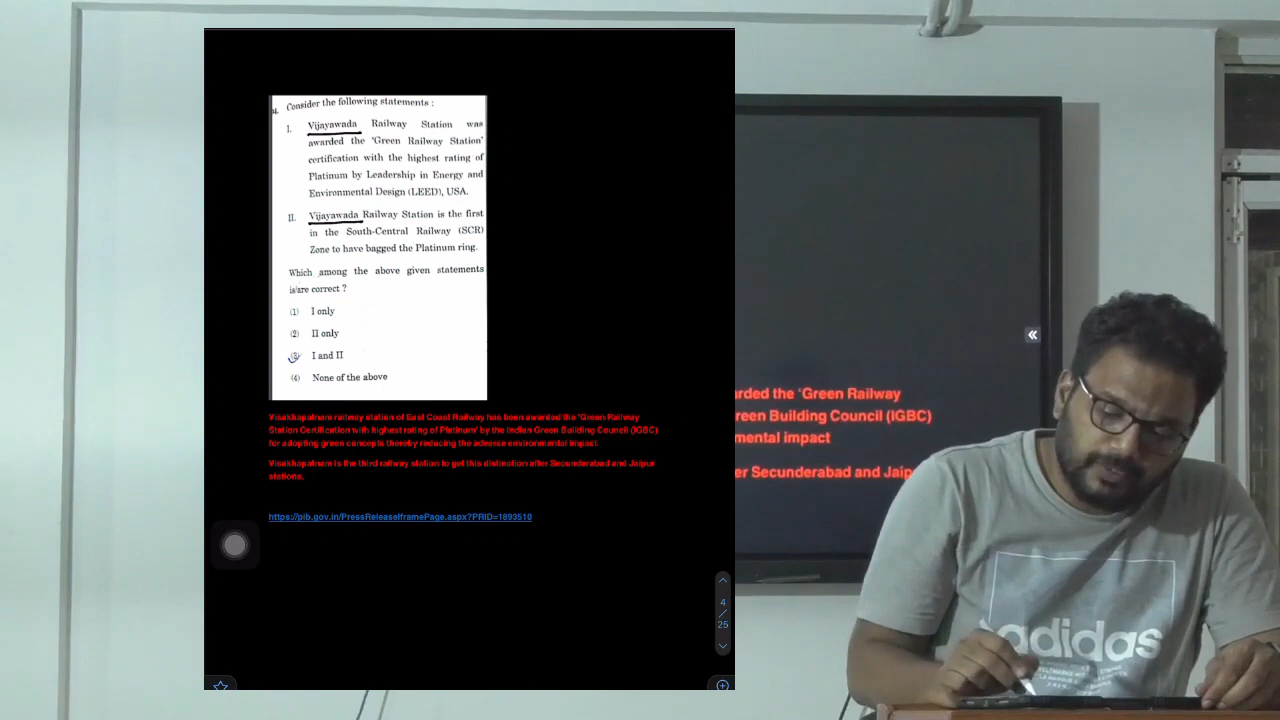 Consider the following statements :
I. Vijayawada Railway Station was
awarded the 'Green Railway Station'
certification with the highest rating of
Platinum by Leadership in Energy and
Environmental Design (LEED), USA.
II. Vijayawada Railway Station is the first
in the South-Central Railway (SCR)
Zone to have bagged the Platinum ring.
Which among the above given statements
is/are correct ?
(1) I only
(2) II only
(3) I and II
(4) None of the above
Visakhapatnam railway station of East Coast Railway has been awarded the 'Green Railway
Station Certification with highest rating of Platinum' by the Indian Green Building Council (IGBC)
for adopting green concepts thereby reducing the adverse environmental impact
Visakhapatnam is the third railway station to get this distinction after Secunderabad and Jaipur
stations.
https://pib.gov.in/PressReleaseIframePage.aspx?PRID=1893510
4
/
25
rded the 'Green Railway
reen Building Council (IGBC)
mental impact
er Secunderabad and Jaip
adidas